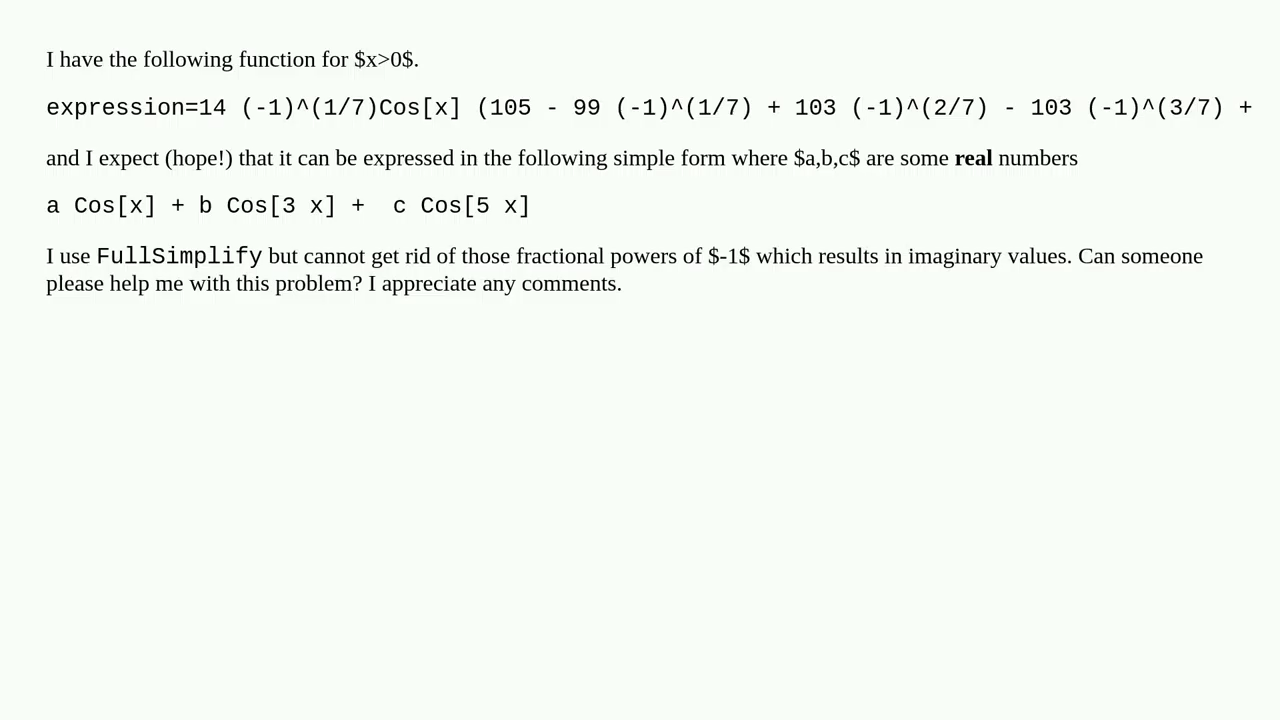 I have the following function for $x>0$.
expression=14 (-1)^(1/7)Cos[x] (105 - 99 (-1)^(1/7) + 103 (-1)^(2/7) - 103 (-1)^(3/7) +
and I expect (hope!) that it can be expressed in the following simple form where $a,b,c$ are some real numbers
a Cos[x] + b Cos[3 x] +  c Cos[5 x]
I use FullSimplify but cannot get rid of those fractional powers of $-1$ which results in imaginary values. Can someone
please help me with this problem? I appreciate any comments.